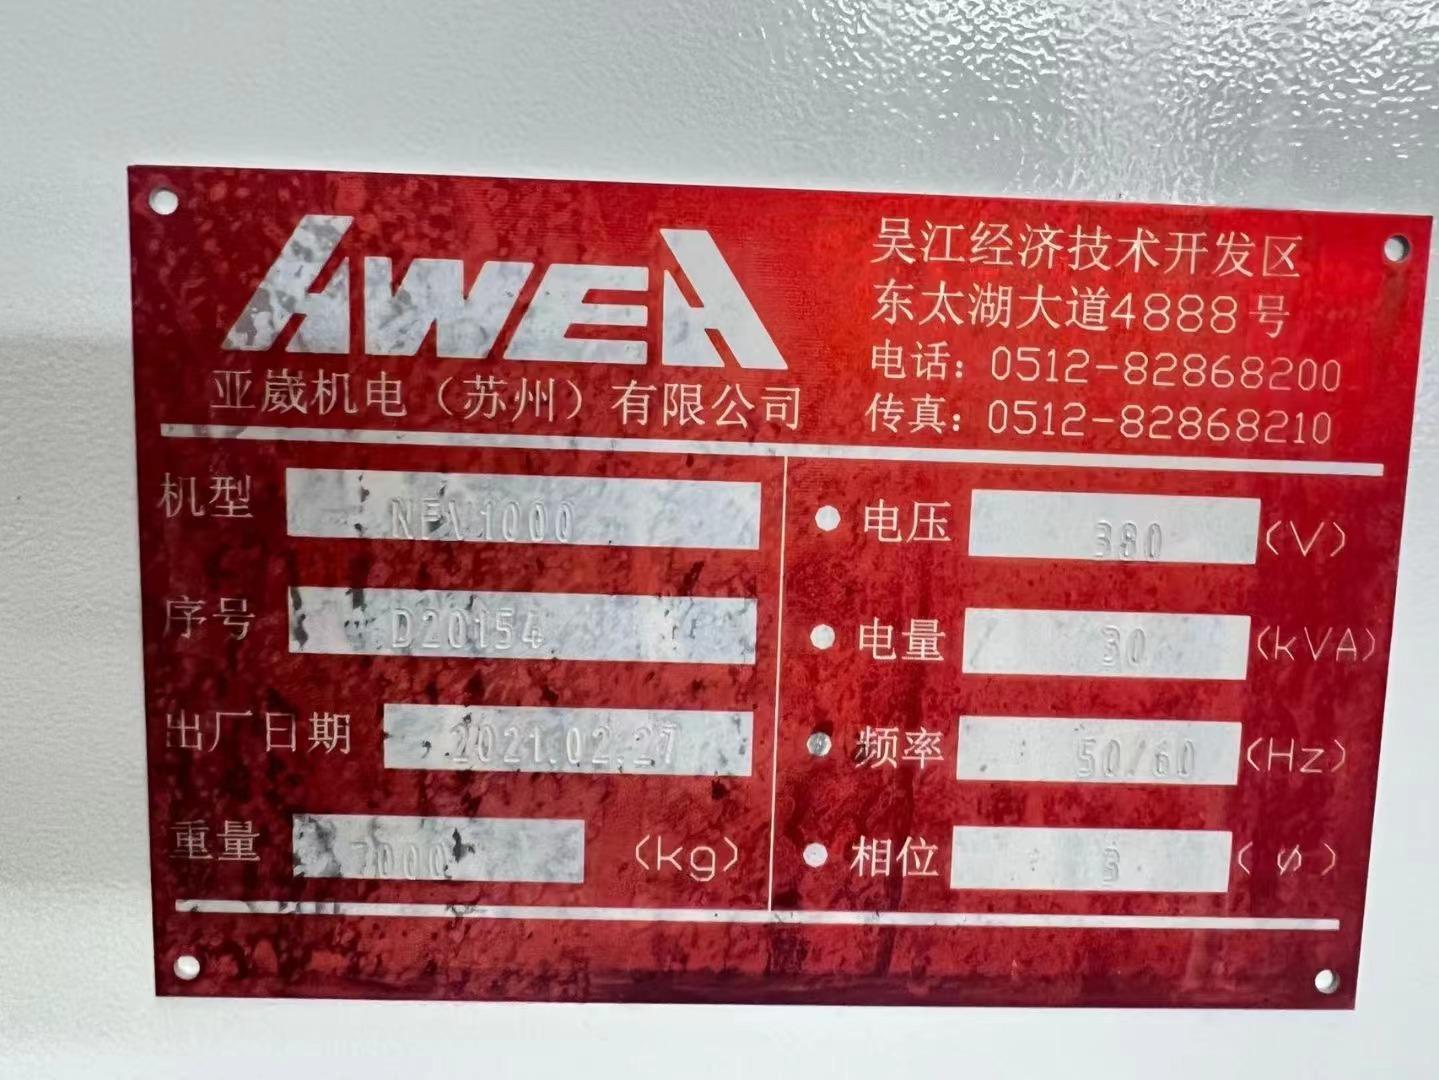 AWEA
亚崴机电（苏州）有限公司
吴江经济技术开发区
东太湖大道4888号
电话：0512-82868200
传真：0512-82868210
机型 1000
序号 D20154
出厂日期 2021.02.27
重量 7000 (kg)
电压 380 (V)
电量 30 (kVA)
频率 50/60 (Hz)
相位 3 (ø)